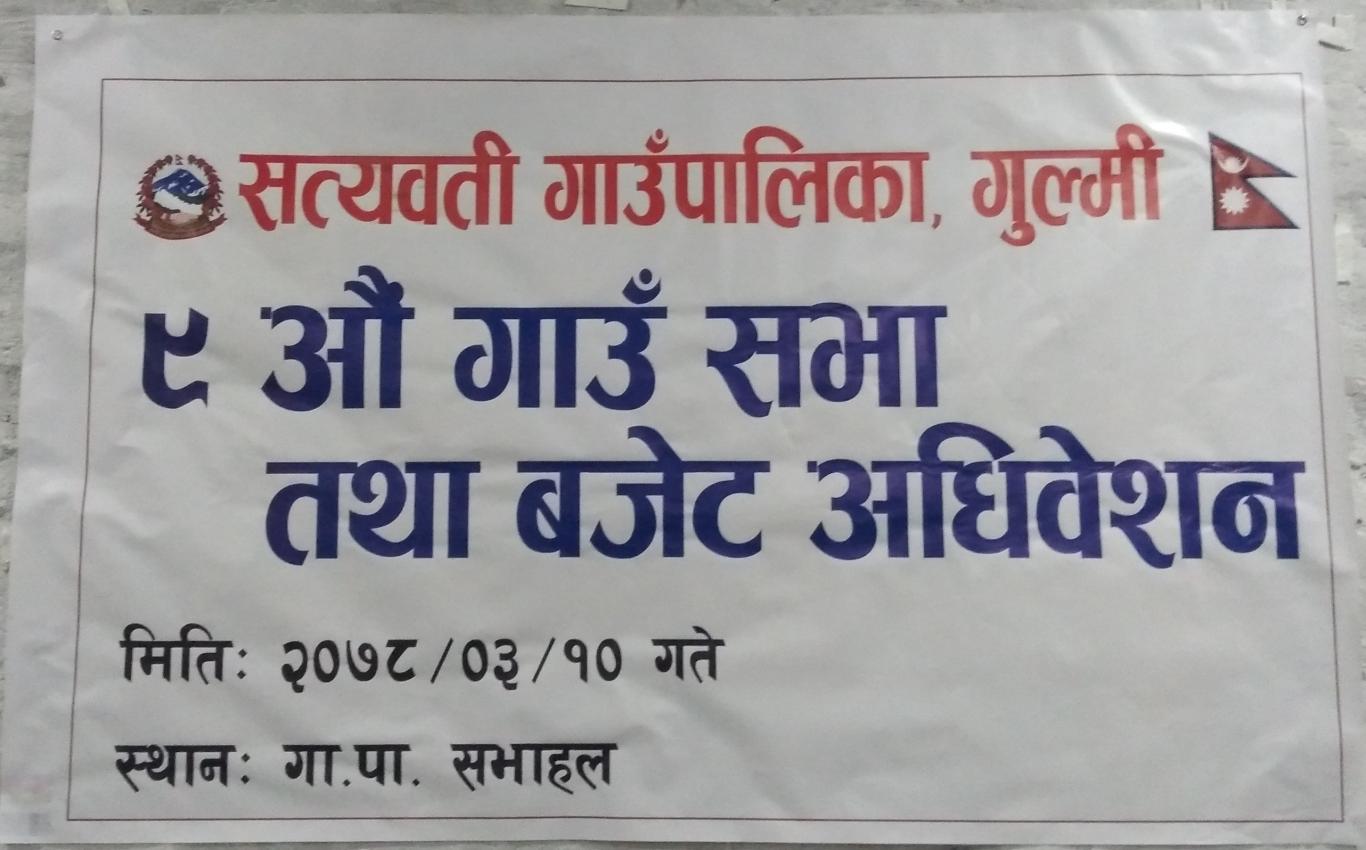 सत्यवती गाउँपालिका, गुल्मी
९ औं गाउँ सभा
तथा बजेट अधिवेशन
मितिः २०७८/०३/१० गते
स्थानः गा.पा. सभाहल